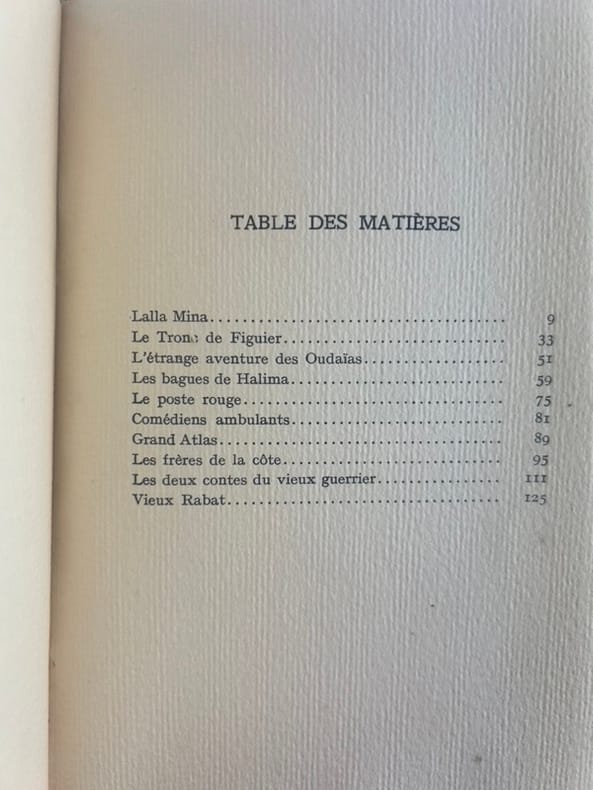 TABLE DES MATIÈRES
Lalla Mina........................................ 9
Le Tronc de Figuier.............................. 33
L'étrange aventure des Oudaïas................. 51
Les bagues de Halima............................ 59
Le poste rouge................................... 75
Comédiens ambulants............................ 81
Grand Atlas...................................... 89
Les frères de la côte............................ 95
Les deux contes du vieux guerrier............... 111
Vieux Rabat...................................... 125